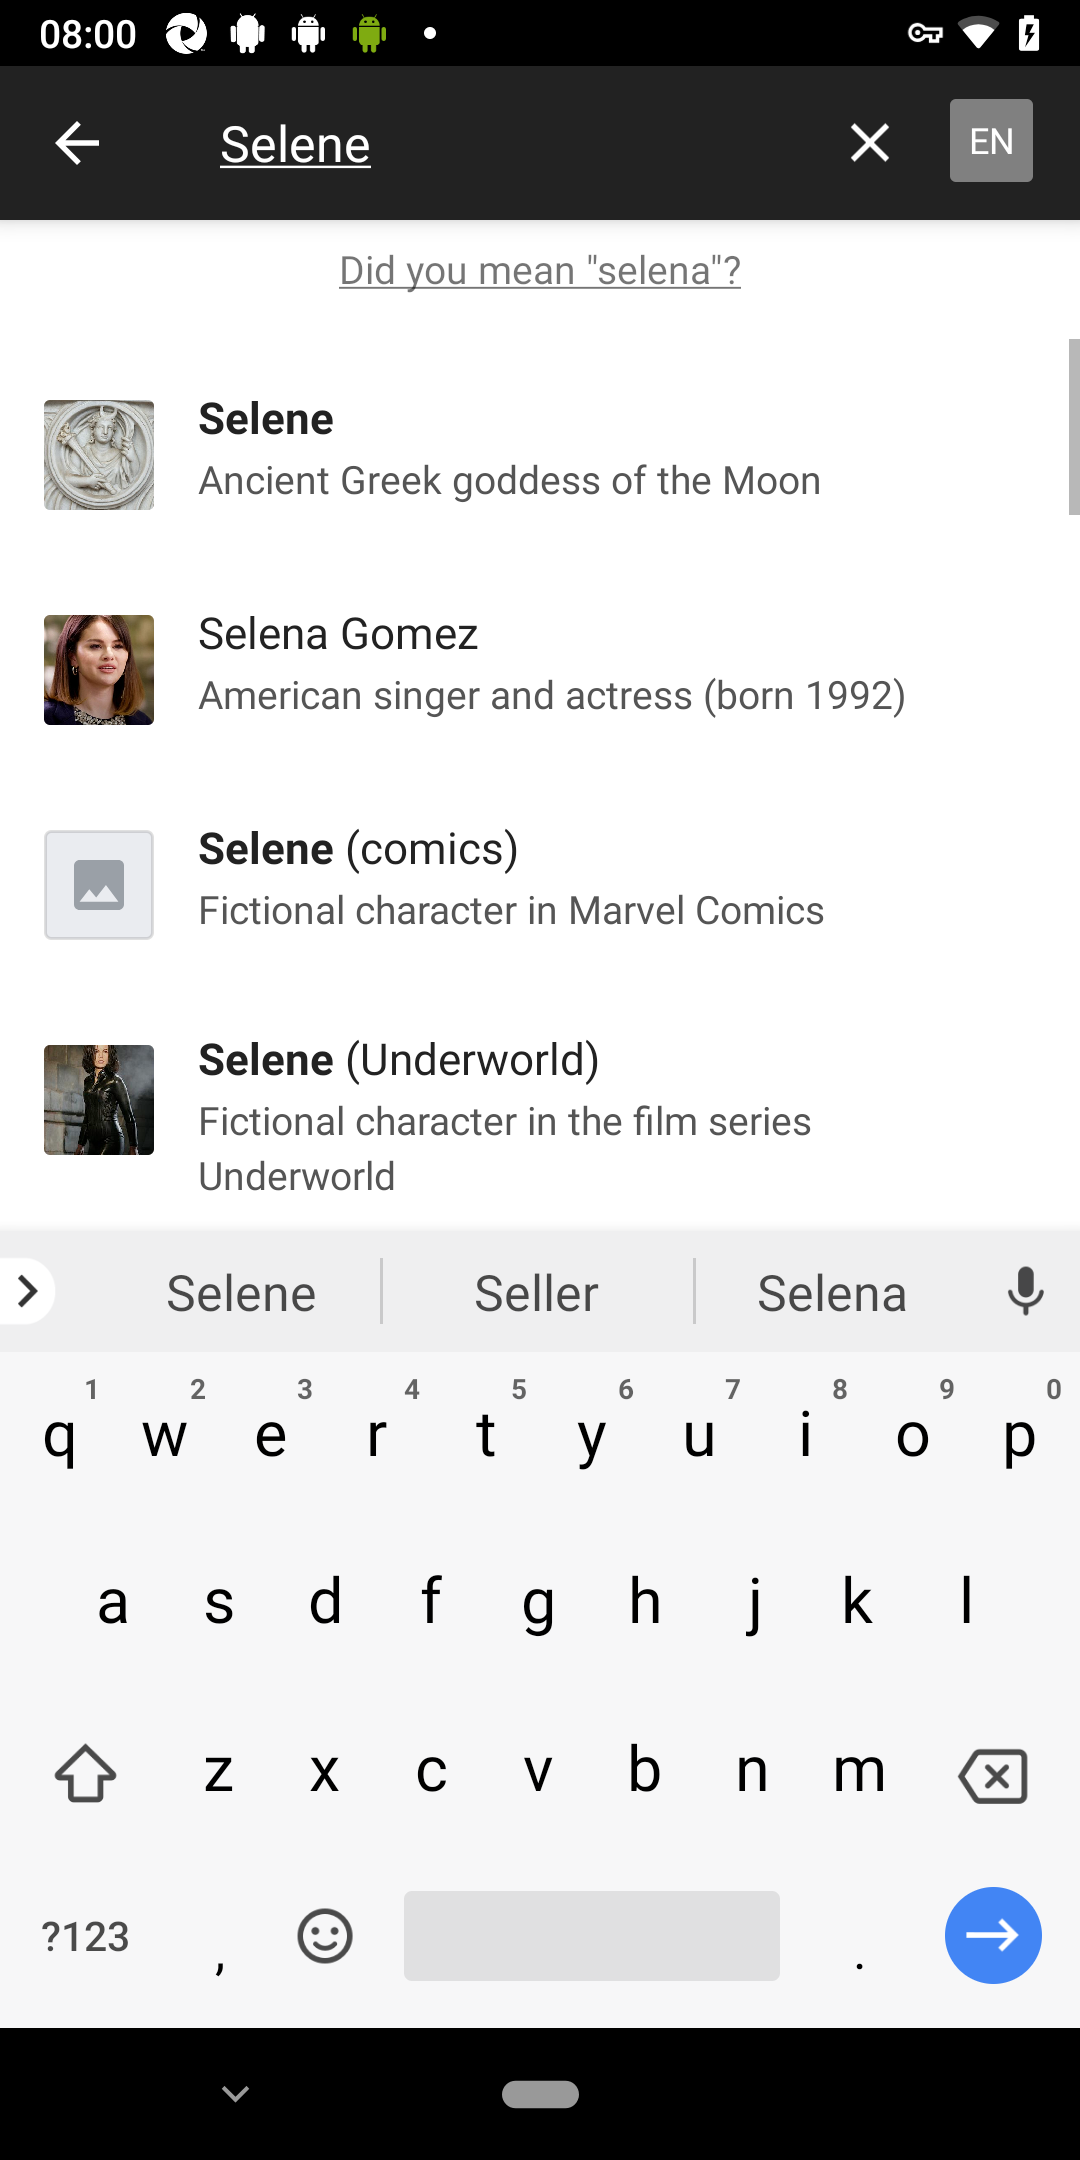 08:00
Selene
EN
Did you mean "selena"?
Selene
Ancient Greek goddess of the Moon
Selena Gomez
American singer and actress (born 1992)
Selene (comics)
Fictional character in Marvel Comics
Selene (Underworld)
Fictional character in the film series
Underworld
Selene Seller Selena
1 2 3 4 5 6 7 8 9 0
q w e r t y u i o p
a s d f g h j k l
z x c v b n m
?123 , .